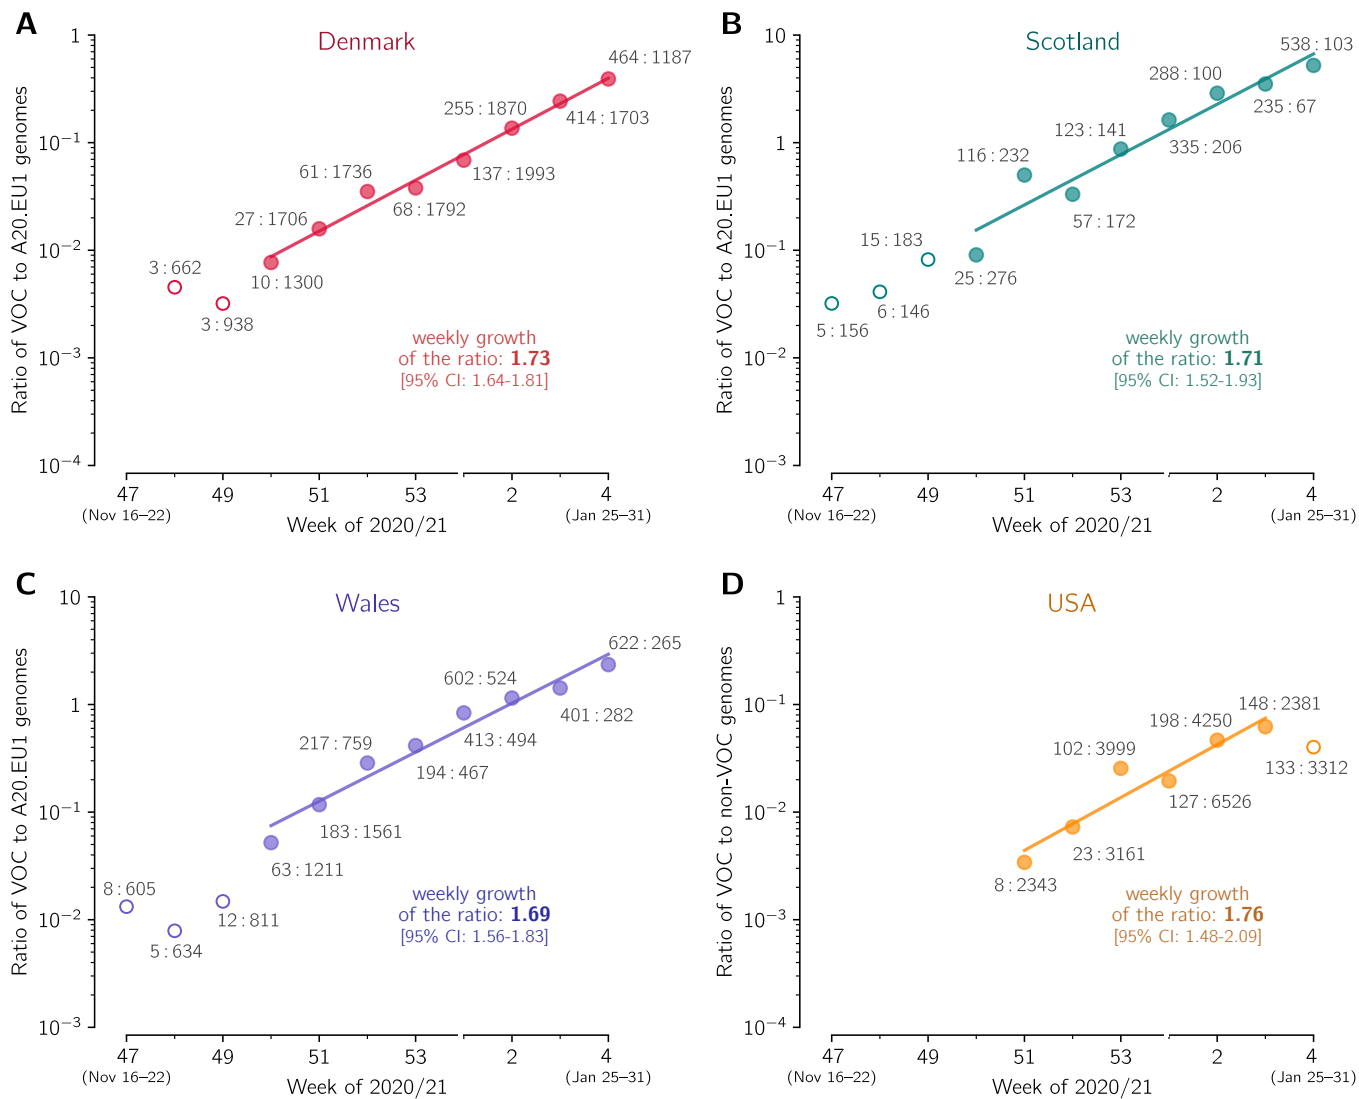 A
Denmark
Ratio of VOC to A20.EU1 genomes
1
10−1
10−2
10−3
10−4
3 : 662
3 : 938
10 : 1300
27 : 1706
61 : 1736
68 : 1792
137 : 1993
255 : 1870
414 : 1703
464 : 1187
weekly growth
of the ratio: 1.73
[95% CI: 1.64-1.81]
47
49
51
53
2
4
(Nov 16–22)
Week of 2020/21
(Jan 25–31)
B
Scotland
Ratio of VOC to A20.EU1 genomes
10
1
10−1
10−2
10−3
5 : 156
6 : 146
15 : 183
25 : 276
116 : 232
57 : 172
123 : 141
335 : 206
288 : 100
235 : 67
538 : 103
weekly growth
of the ratio: 1.71
[95% CI: 1.52-1.93]
47
49
51
53
2
4
(Nov 16–22)
Week of 2020/21
(Jan 25–31)
C
Wales
Ratio of VOC to A20.EU1 genomes
10
1
10−1
10−2
10−3
8 : 605
5 : 634
12 : 811
63 : 1211
183 : 1561
217 : 759
194 : 467
413 : 494
602 : 524
401 : 282
622 : 265
weekly growth
of the ratio: 1.69
[95% CI: 1.56-1.83]
47
49
51
53
2
4
(Nov 16–22)
Week of 2020/21
(Jan 25–31)
D
USA
Ratio of VOC to non-VOC genomes
1
10−1
10−2
10−3
10−4
8 : 2343
23 : 3161
102 : 3999
127 : 6526
198 : 4250
148 : 2381
133 : 3312
weekly growth
of the ratio: 1.76
[95% CI: 1.48-2.09]
47
49
51
53
2
4
(Nov 16–22)
Week of 2020/21
(Jan 25–31)